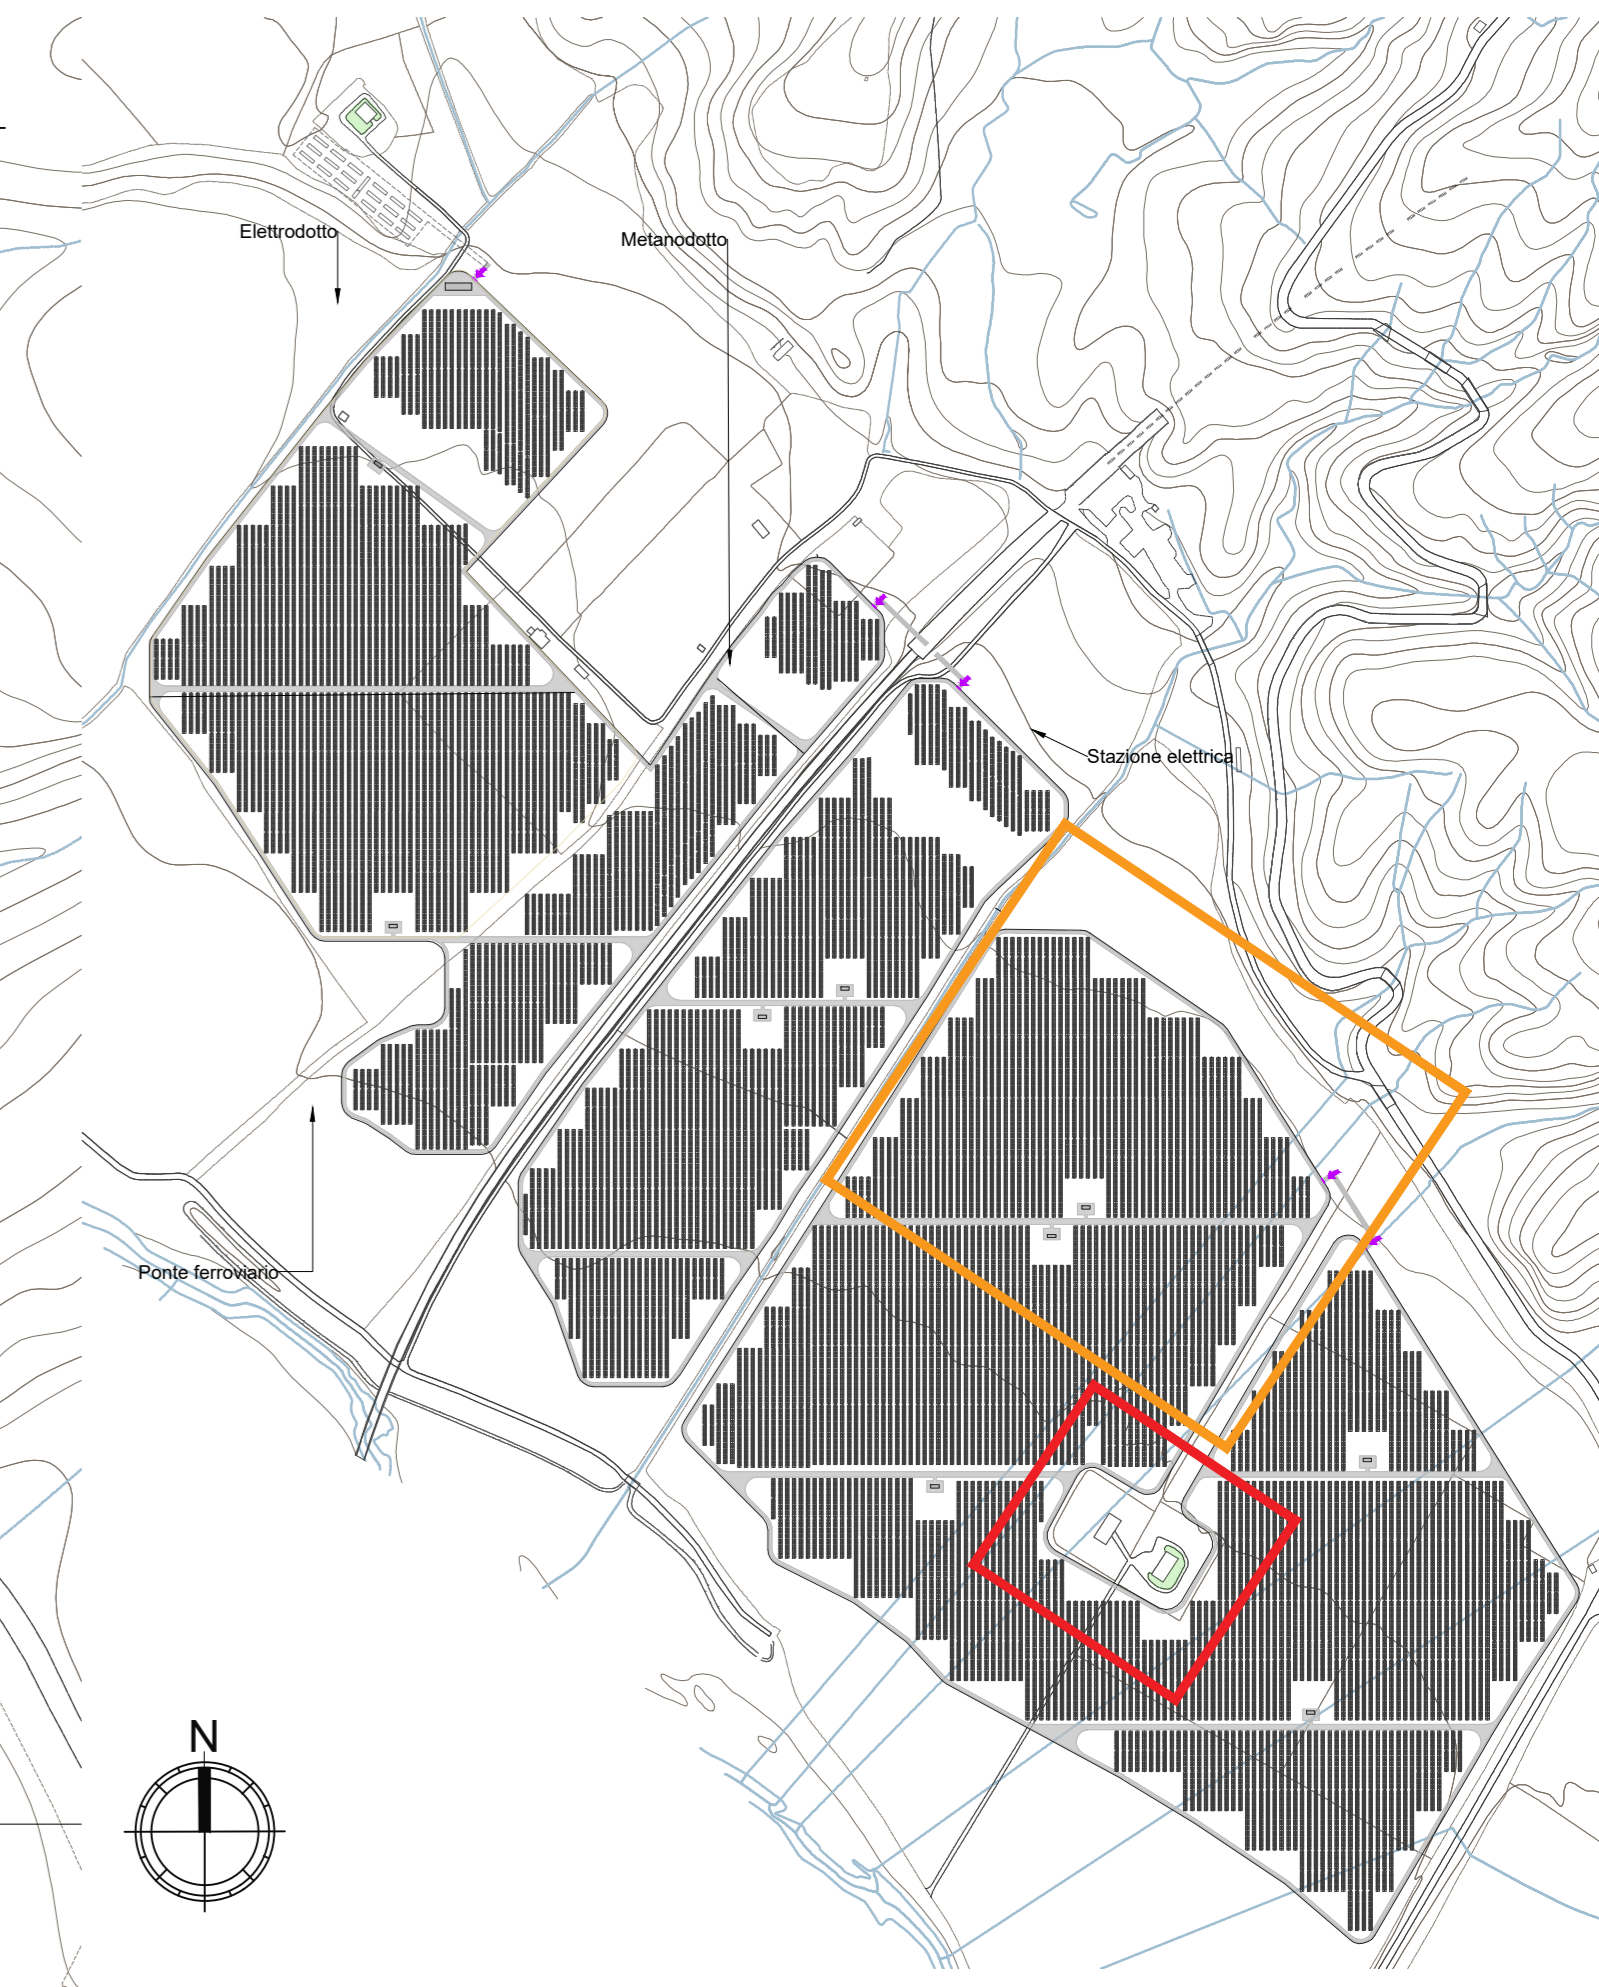 Elettrodotto
Metanodotto
Stazione elettrica
Ponte ferroviario
N